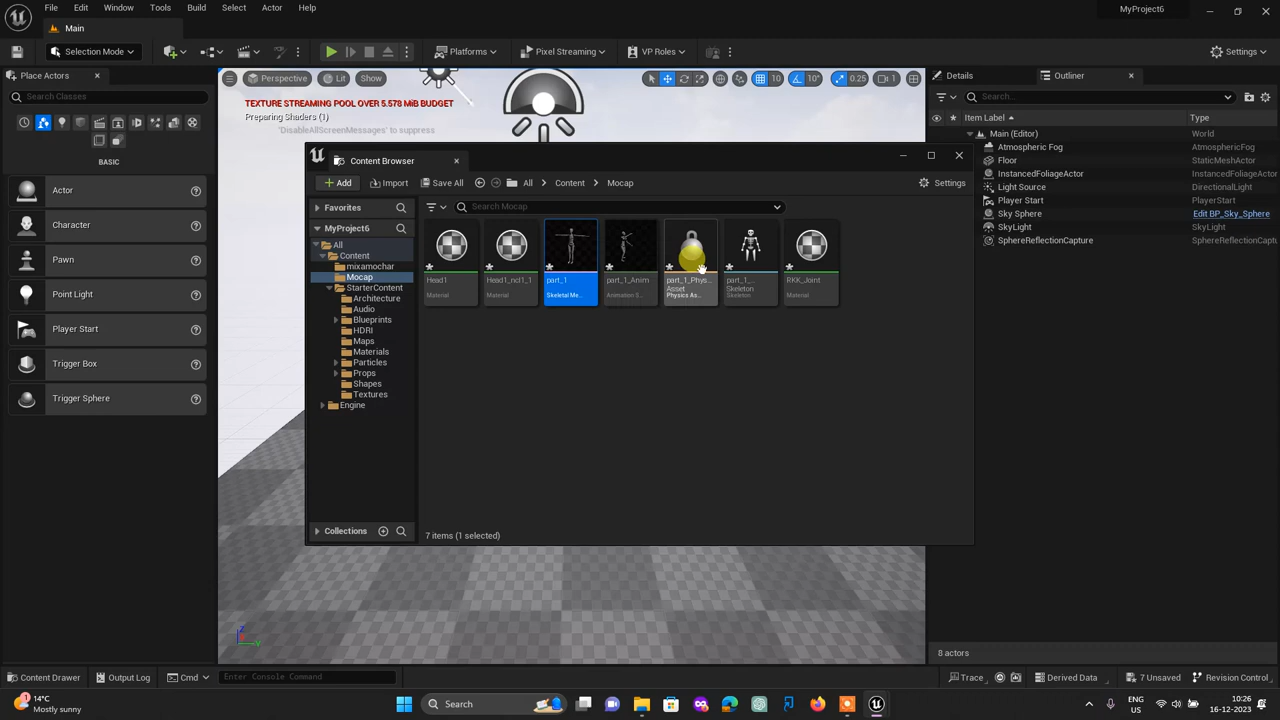 File Edit Window Tools Build Select Actor Help
MyProject6
Main
Selection Mode
Platforms
Pixel Streaming
VP Roles
Settings
Place Actors
Search Classes
BASIC
Actor
Character
Pawn
Point Light
Player Start
Trigger Box
Trigger Sphere
Perspective Lit Show
10 10° 0.25 1
TEXTURE STREAMING POOL OVER 5.578 MiB BUDGET
Preparing Shaders (1)
'DisableAllScreenMessages' to suppress
Content Browser
Add Import Save All All Content Mocap Settings
Favorites
Search Mocap
MyProject6
All
Content
mixamochar
Mocap
StarterContent
Architecture
Audio
Blueprints
HDRI
Maps
Materials
Particles
Props
Shapes
Textures
Engine
Collections
Head1
Material
Head1_ncl1_1
Material
part_1
Skeletal Me...
part_1_Anim
Animation S...
part_1_Phys...
Asset
Physics As...
part_1_...
Skeleton
Skeleton
RKK_Joint
Material
7 items (1 selected)
Details Outliner
Search...
Item Label Type
Main (Editor) World
AtmosphericFog AtmosphericFog
Floor StaticMeshActor
InstancedFoliageActor InstancedFoliageActor
Light Source DirectionalLight
Player Start PlayerStart
Sky Sphere Edit BP_Sky_Sphere
SkyLight SkyLight
SphereReflectionCapture SphereReflectionCaptu
8 actors
Z
Y
Content Drawer Output Log Cmd Enter Console Command Trace Derived Data 7 Unsaved Revision Control
14°C
Mostly sunny
Search
ENG
US
10:26
16-12-2023